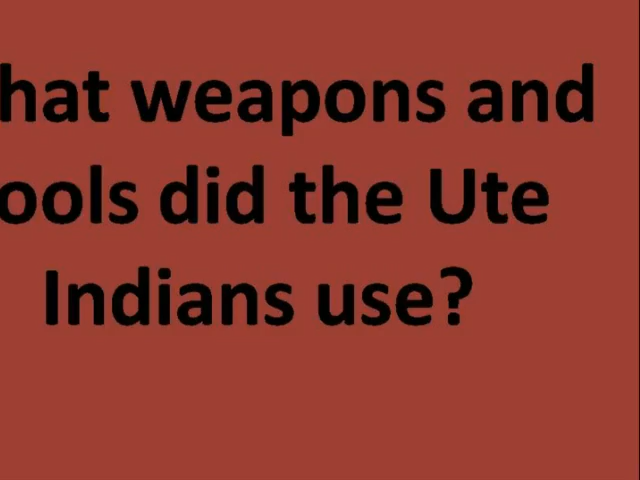 hat weapons and
ools did the Ute
Indians use?